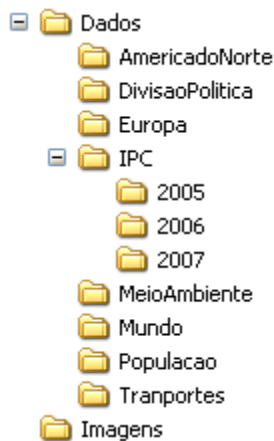 Dados
AmericadoNorte
DivisaoPolitica
Europa
IPC
2005
2006
2007
MeioAmbiente
Mundo
Populacao
Tranportes
Imagens